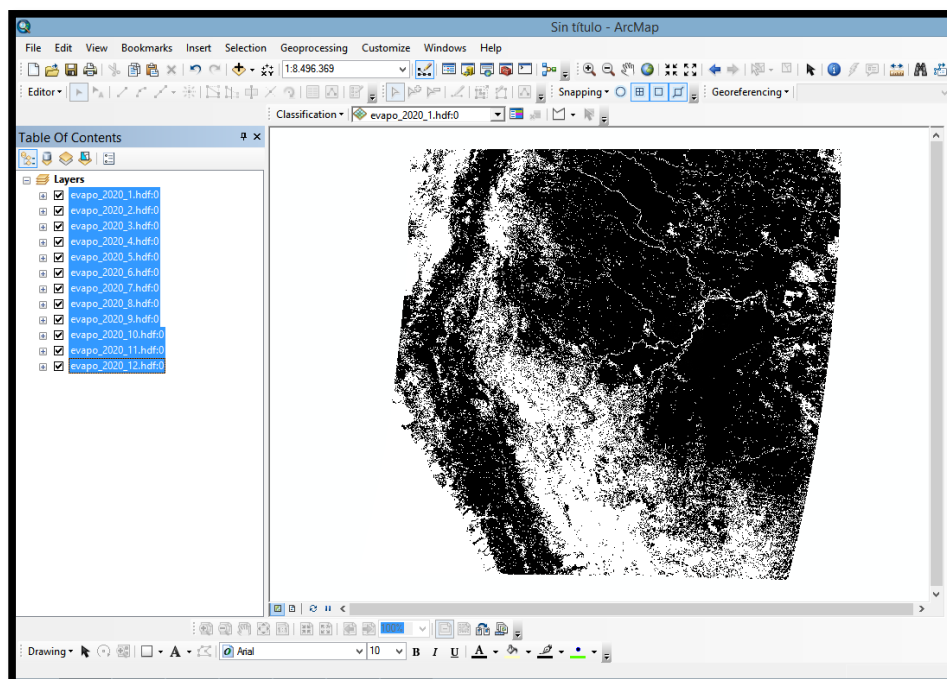 Sin título - ArcMap
File Edit View Bookmarks Insert Selection Geoprocessing Customize Windows Help
1:8.496.369
Editor Snapping Georeferencing
Classification evapo_2020_1.hdf:0
Table Of Contents
Layers
evapo_2020_1.hdf:0
evapo_2020_2.hdf:0
evapo_2020_3.hdf:0
evapo_2020_4.hdf:0
evapo_2020_5.hdf:0
evapo_2020_6.hdf:0
evapo_2020_7.hdf:0
evapo_2020_8.hdf:0
evapo_2020_9.hdf:0
evapo_2020_10.hdf:0
evapo_2020_11.hdf:0
evapo_2020_12.hdf:0
100%
Drawing A Arial 10 B I U A